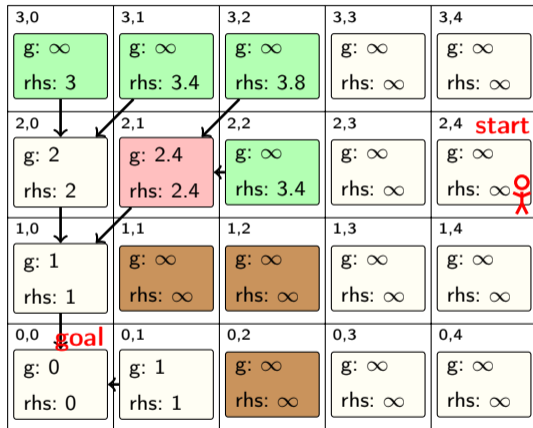 3,0 3,1 3,2 3,3 3,4
g: ∞ g: ∞ g: ∞ g: ∞ g: ∞
rhs: 3 rhs: 3.4 rhs: 3.8 rhs: ∞ rhs: ∞
2,0 2,1 2,2 2,3 2,4 start
g: 2 g: 2.4 g: ∞ g: ∞ g: ∞
rhs: 2 rhs: 2.4 rhs: 3.4 rhs: ∞ rhs: ∞
1,0 1,1 1,2 1,3 1,4
g: 1 g: ∞ g: ∞ g: ∞ g: ∞
rhs: 1 rhs: ∞ rhs: ∞ rhs: ∞ rhs: ∞
0,0 goal 0,1 0,2 0,3 0,4
g: 0 g: 1 g: ∞ g: ∞ g: ∞
rhs: 0 rhs: 1 rhs: ∞ rhs: ∞ rhs: ∞